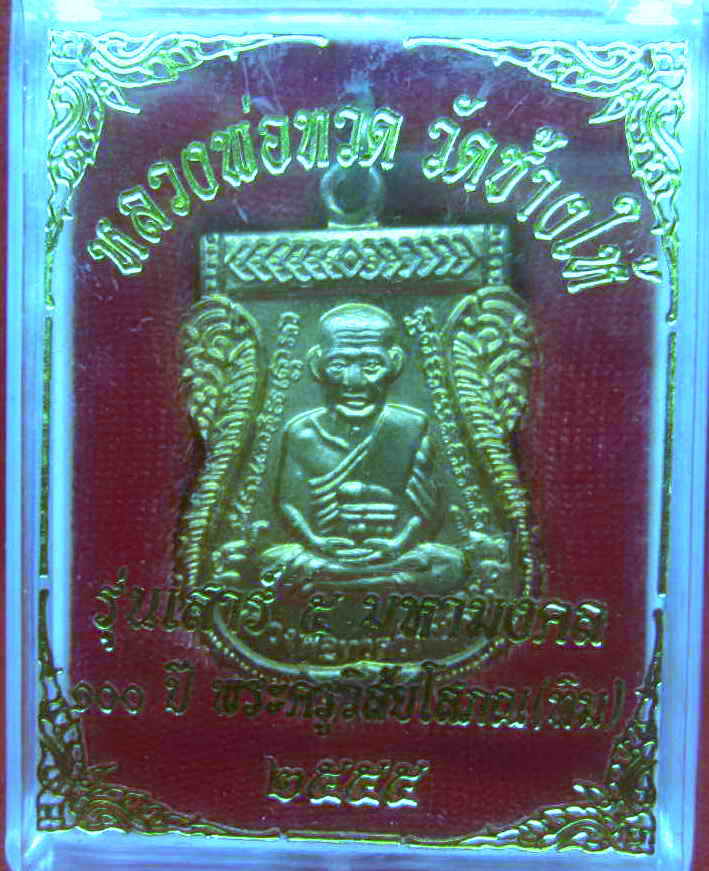 หลวงพ่อทวด วัดช้างให้
รุ่นเสาร์ ๕ มหามงคล
๑๐๐ ปี พระครูวิสัยโสภณ(ทิม)
๒๕๕๕